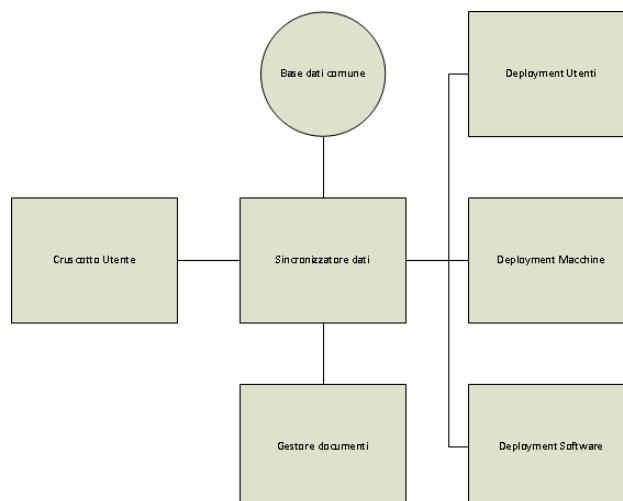 Base dati comune
Deployment Utenti
Cruscotto Utente
Sincronizzatore dati
Deployment Macchine
Gestore documenti
Deployment Software